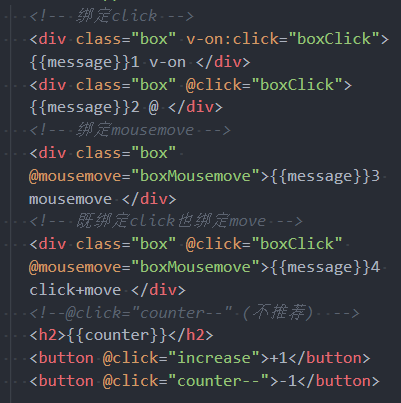 <!-- 绑定click -->
<div class="box" v-on:click="boxClick">
{{message}}1 v-on </div>
<div class="box" @click="boxClick">
{{message}}2 @ </div>
<!-- 绑定mousemove -->
<div class="box"
@mousemove="boxMousemove">{{message}}3
mousemove </div>
<!-- 既绑定click也绑定move -->
<div class="box" @click="boxClick"
@mousemove="boxMousemove">{{message}}4
click+move </div>
<!--@click="counter--" (不推荐) -->
<h2>{{counter}}</h2>
<button @click="increase">+1</button>
<button @click="counter--">-1</button>